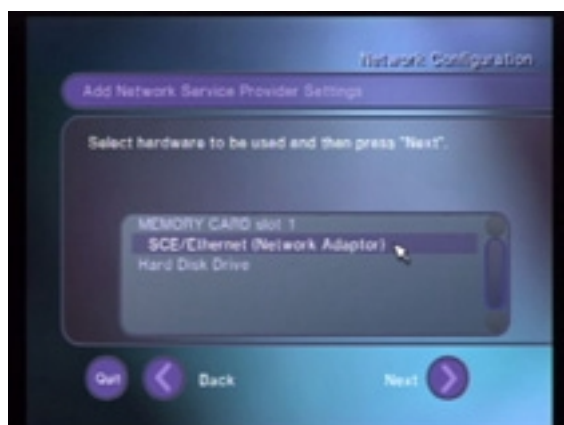 Network Configuration
Add Network Service Provider Settings
Select hardware to be used and then press "Next".
MEMORY CARD slot 1
SCE/Ethernet (Network Adaptor)
Hard Disk Drive
Quit
Back
Next